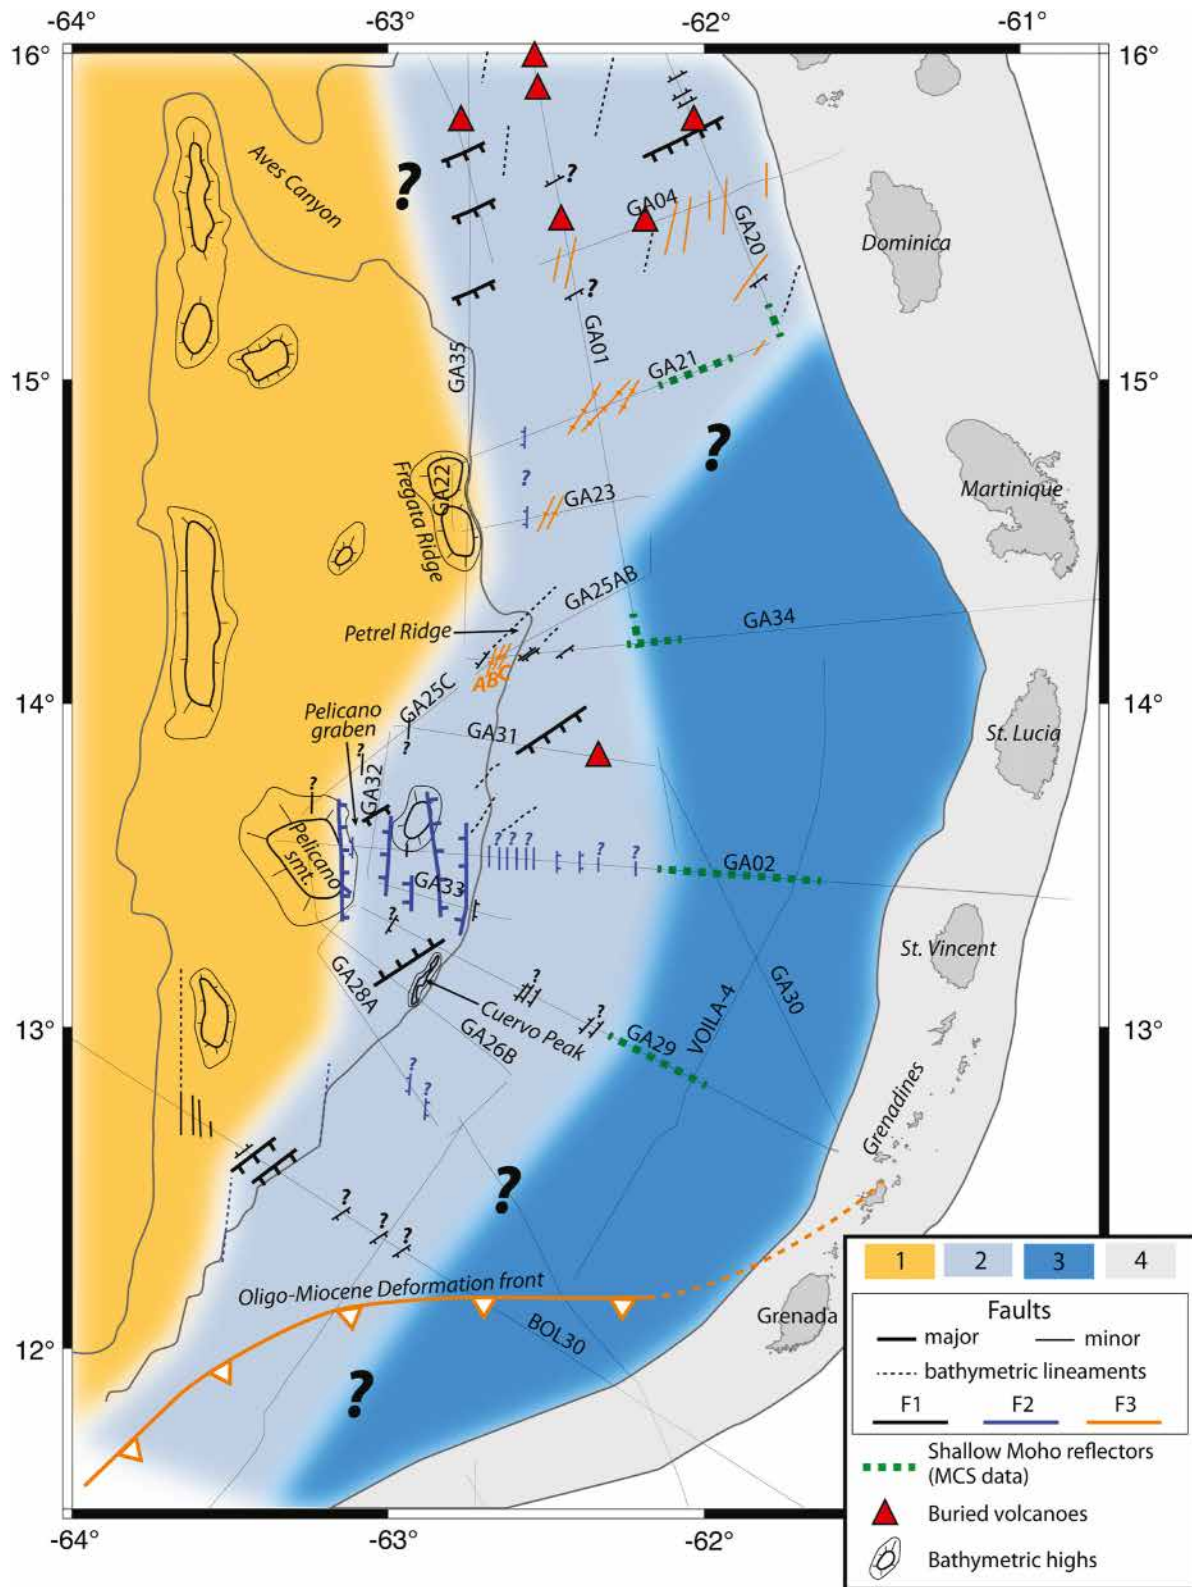 -64°
-63°
-62°
-61°
16°
16°
Aves Canyon
?
?
GA04
GA20
Dominica
?
GA01
GA35
GA21
15°
15°
?
Fregata Ridge
GA22
?
GA23
Martinique
GA25AB
GA34
Petrel Ridge
ABC
GA25C
14°
14°
Pelicano
graben
GA31
St. Lucia
?
?
GA32
?
Pelicano
smt.
? ? ?
?
?
GA02
GA33
?
St. Vincent
?
?
GA28A
Cuervo Peak
GA26B
GA29
VOILA-4
GA30
13°
13°
?
?
Grenadines
?
?
?
?
Oligo-Miocene Deformation front
BOL30
Grenada
12°
?
1
2
3
4
Faults
major
minor
bathymetric lineaments
F1
F2
F3
Shallow Moho reflectors
(MCS data)
Buried volcanoes
Bathymetric highs
-64°
-63°
-62°